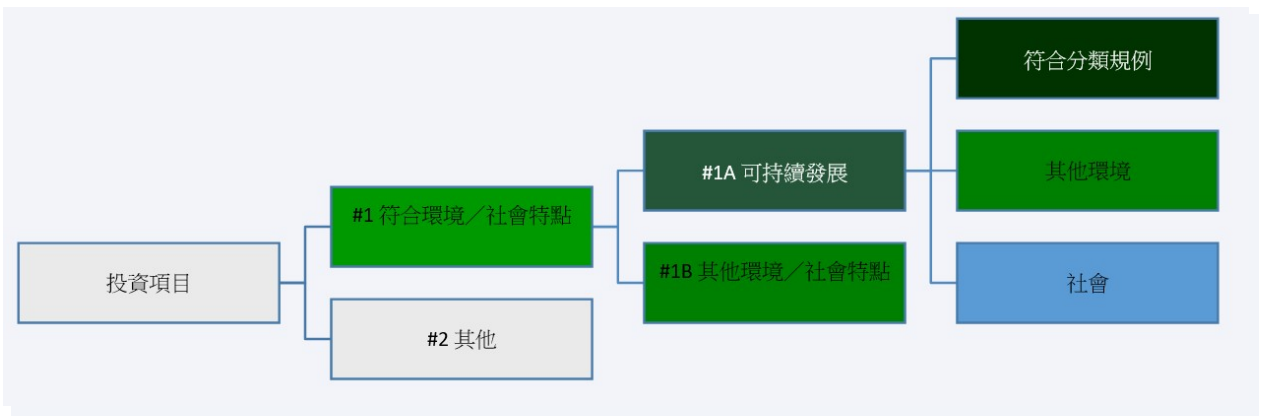 符合分類規例
#1A 可持續發展
其他環境
#1 符合環境／社會特點
投資項目
#1B 其他環境／社會特點
社會
#2 其他